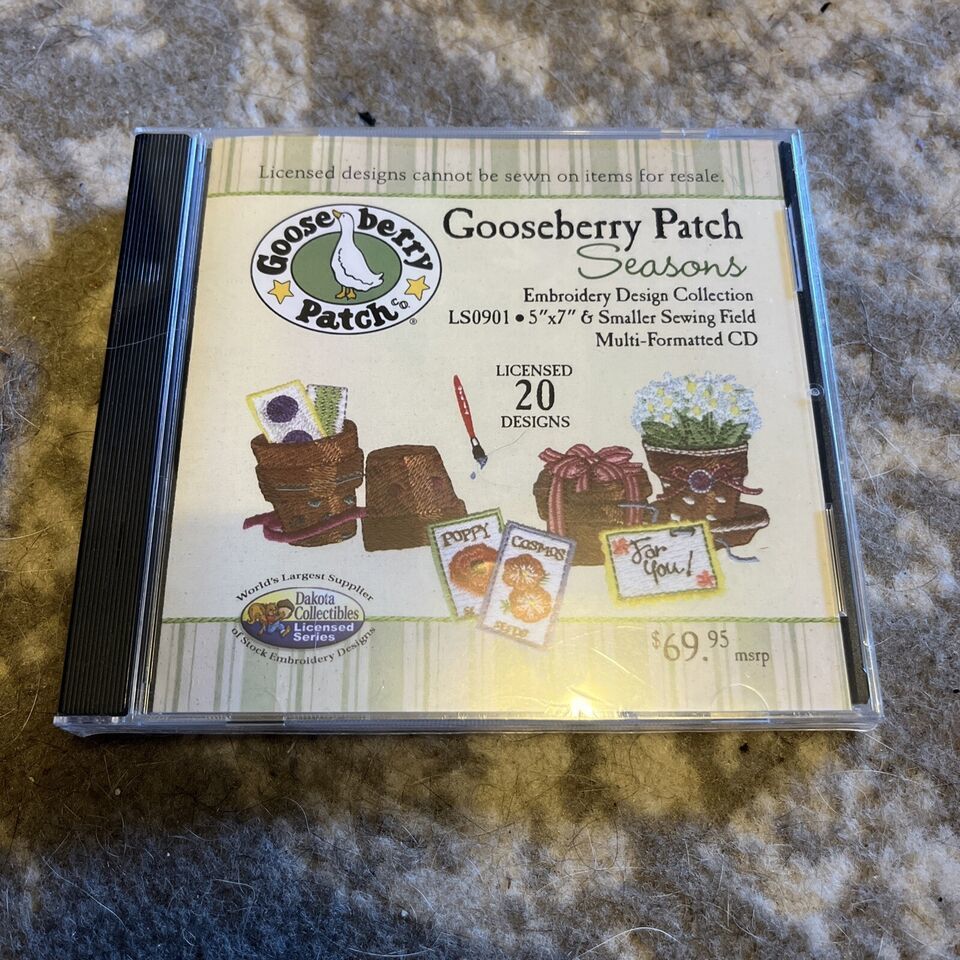 Licensed designs cannot be sewn on items for resale.
Gooseberry
Patch Co. ®
Gooseberry Patch
Seasons
Embroidery Design Collection
LS0901 • 5"x7" & Smaller Sewing Field
Multi-Formatted CD
LICENSED
20
DESIGNS
POPPY
COSMOS
SEEDS
For
You!
World's Largest Supplier
Dakota
Collectibles
Licensed
Series
of Stock Embroidery Designs
$69.95 msrp